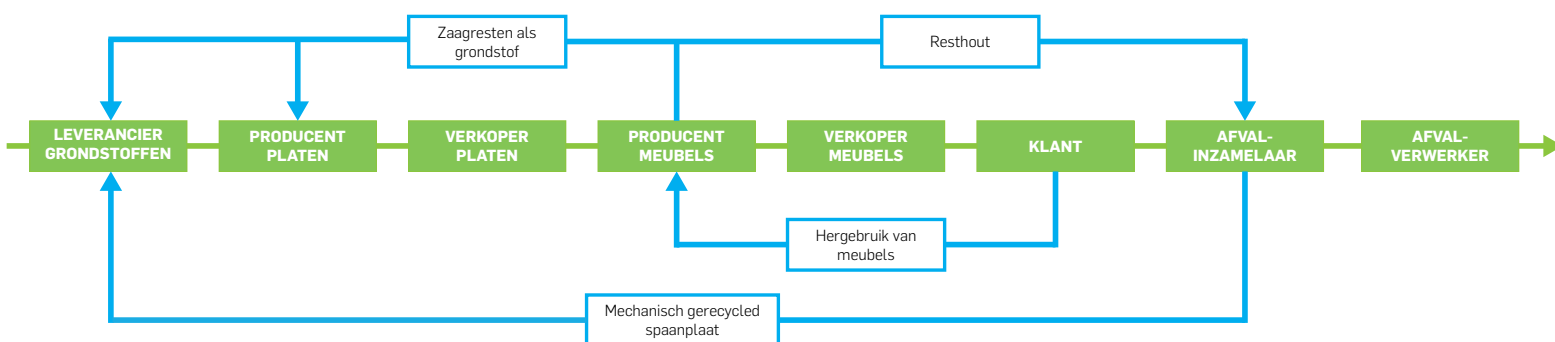 Zaagresten als
grondstof
Resthout
LEVERANCIER
GRONDSTOFFEN
PRODUCENT
PLATEN
VERKOPER
PLATEN
PRODUCENT
MEUBELS
VERKOPER
MEUBELS
KLANT
AFVAL-
INZAMELAAR
AFVAL-
VERWERKER
Hergebruik van
meubels
Mechanisch gerecycled
spaanplaat